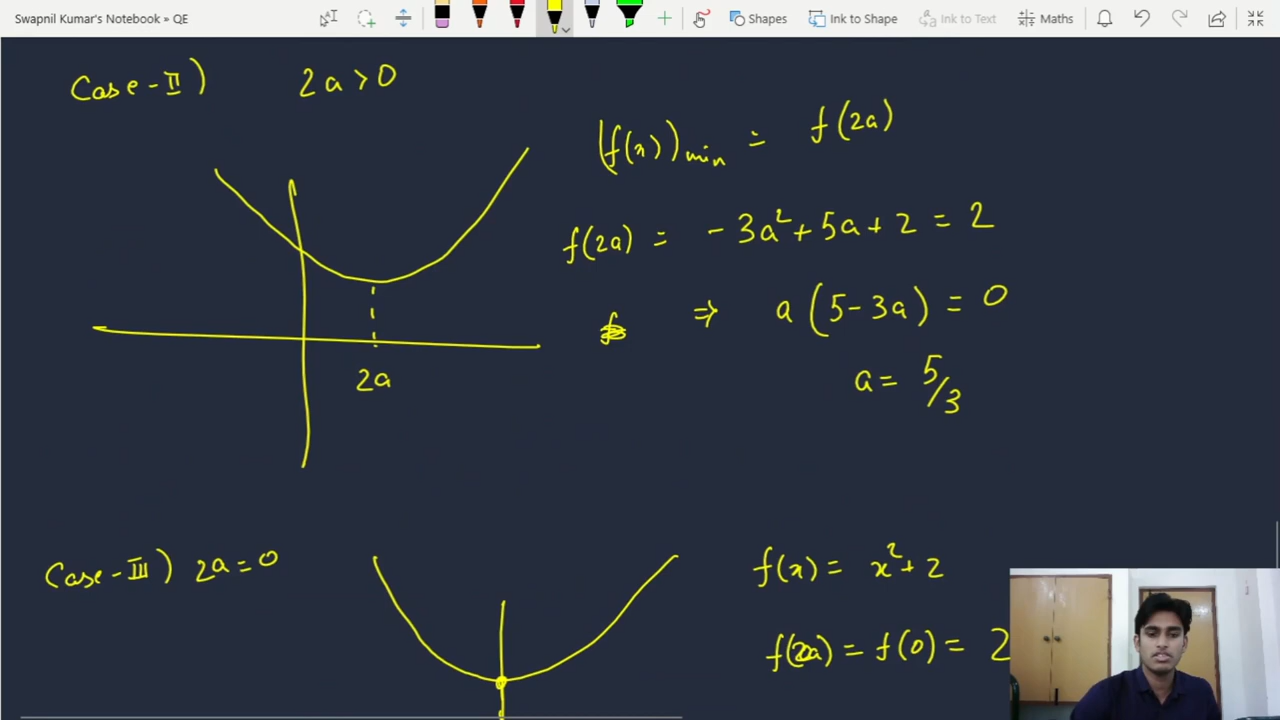 Swapnil Kumar's Notebook » QE
Shapes
Ink to Shape
Ink to Text
Maths
Case-II) 2a>0
(f(x))min = f(2a)
f(2a) = -3a²+5a+2 = 2
⇒ a(5-3a) = 0
2a
a = 5/3
Case-III) 2a=0
f(x) = x²+2
f(2a) = f(0) = 2